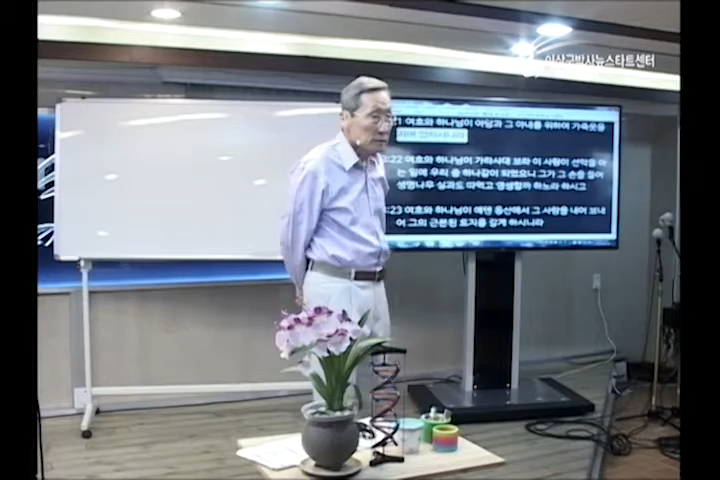 이상구박사뉴스타트센터
:21 여호와 하나님이 아담과 그 아내를 위하여 가죽옷을
지어 입히시니라
3:22 여호와 하나님이 가라사대 보라 이 사람이 선악을 아
는 일에 우리 중 하나같이 되었으니 그가 그 손을 들어
생명나무 실과도 따먹고 영생할까 하노라 하시고
:23 여호와 하나님이 에덴 동산에서 그 사람을 내어 보내
어 그의 근본된 토지를 갈게 하시니라